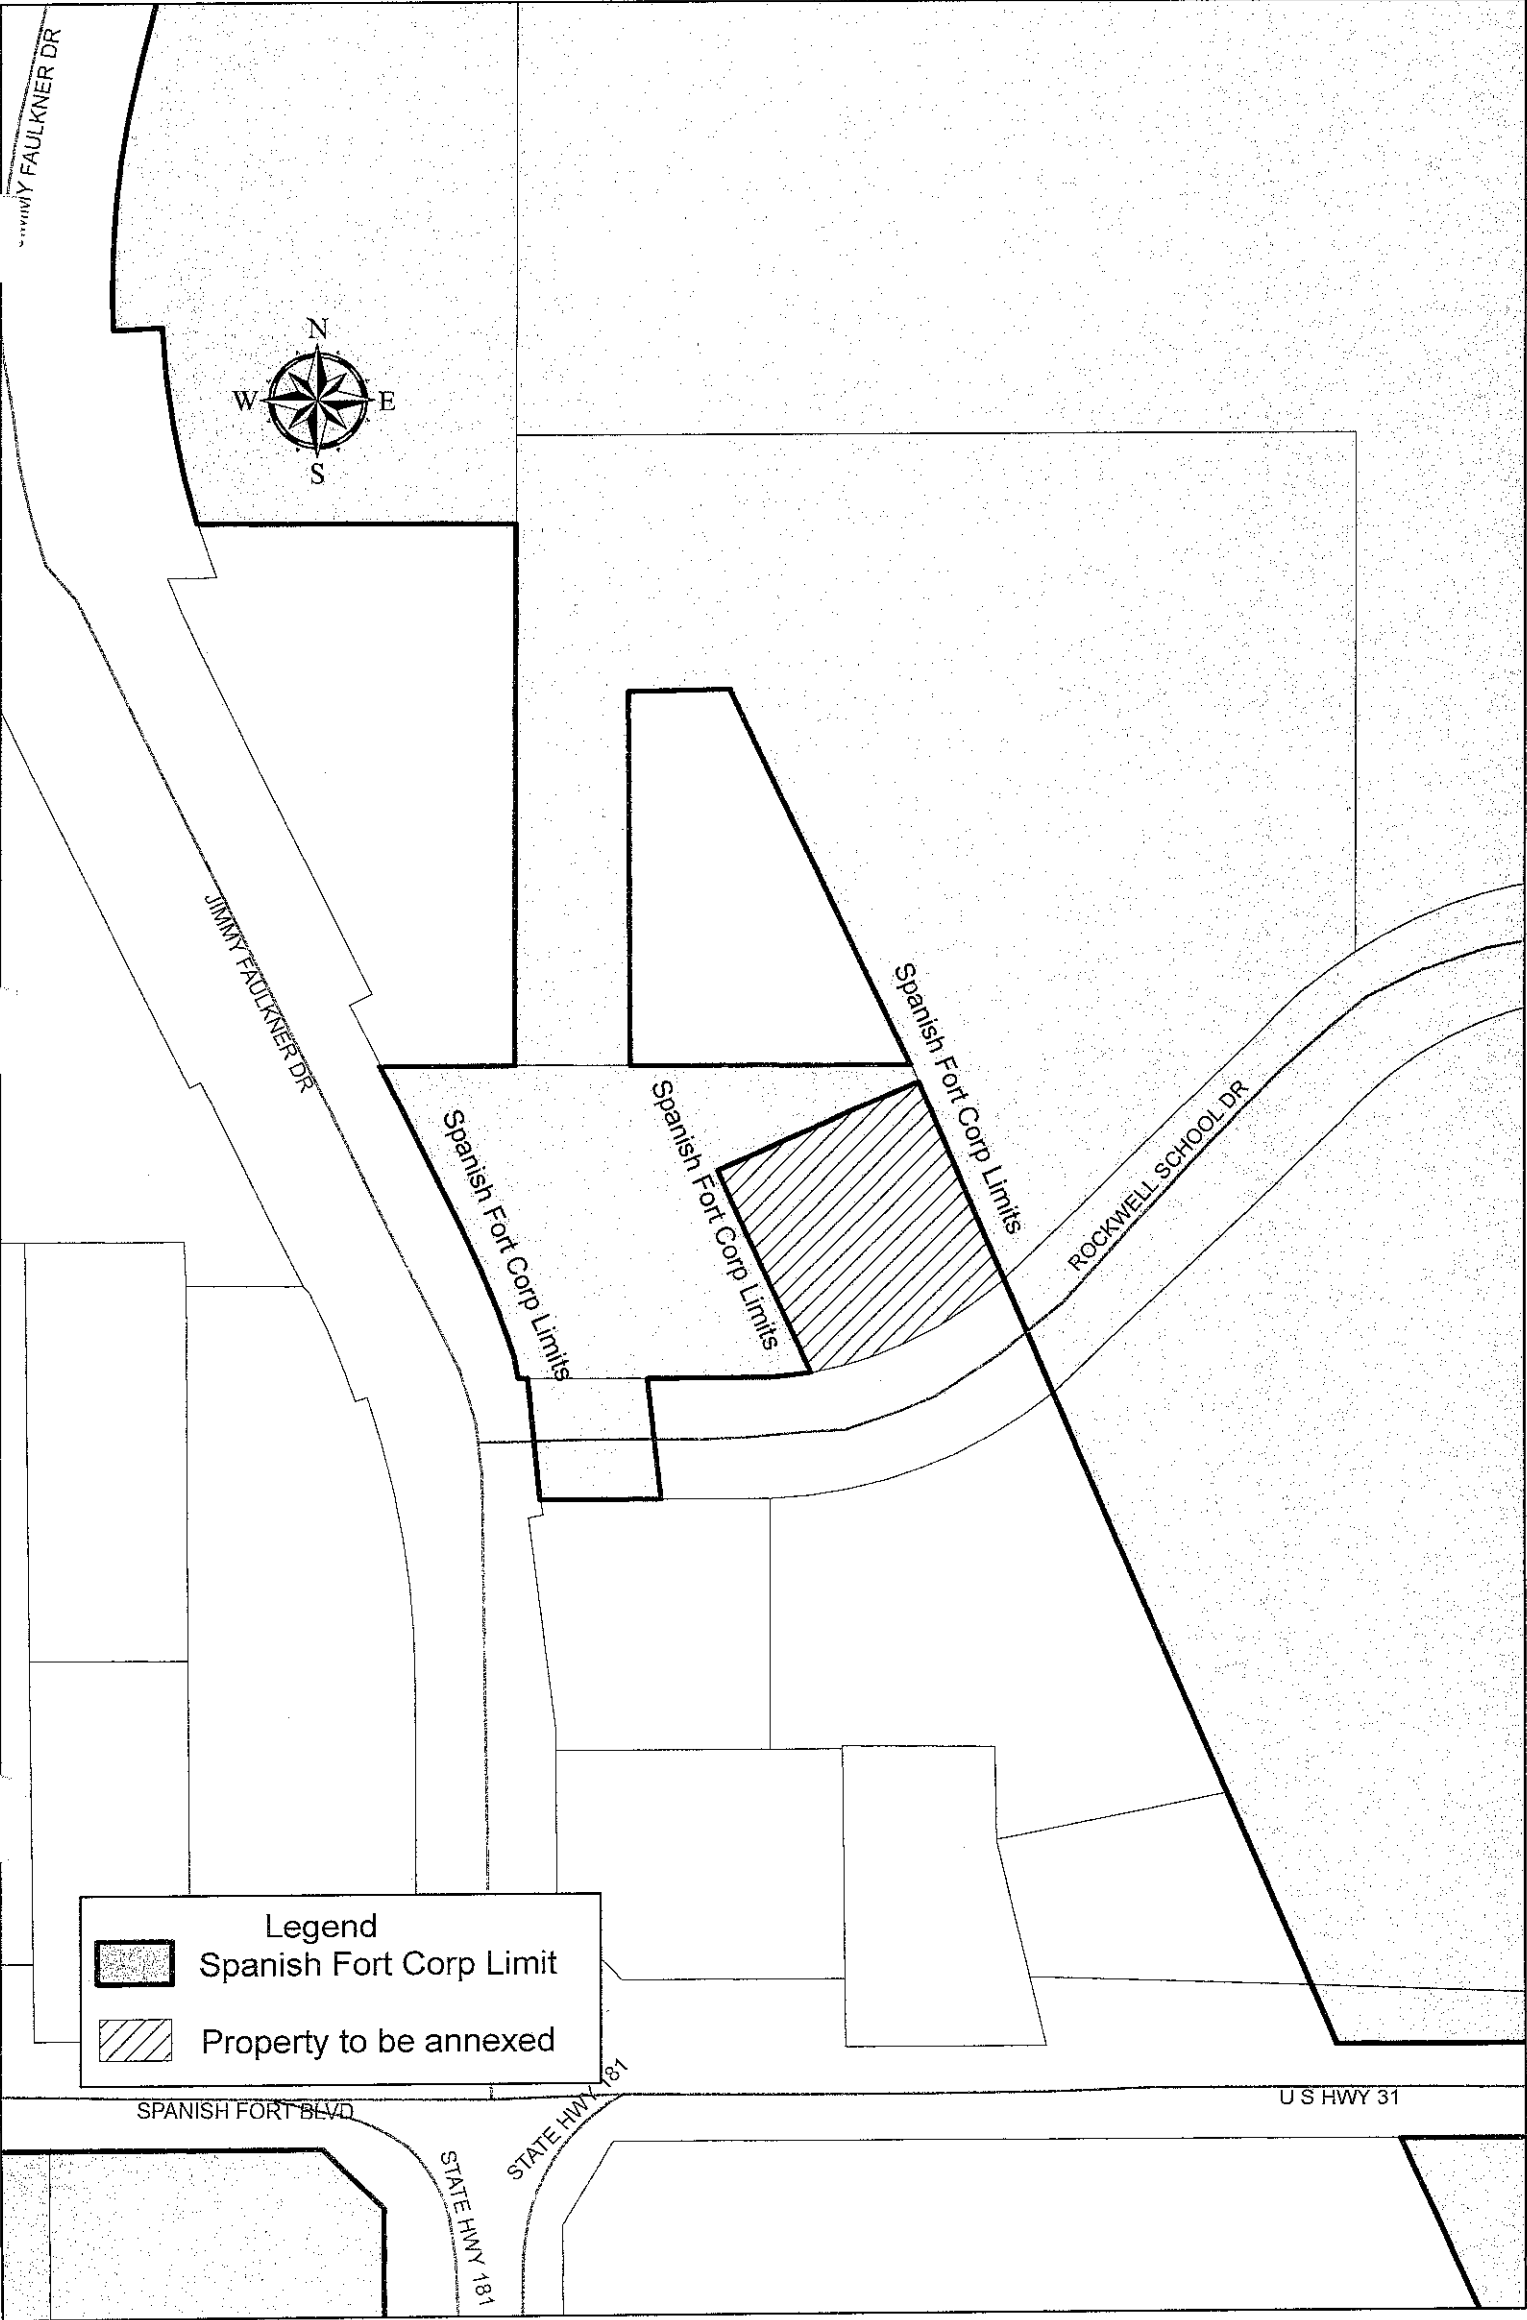 JIMMY FAULKNER DR
N
W E
S
JIMMY FAULKNER DR
Spanish Fort Corp Limits
Spanish Fort Corp Limits
Spanish Fort Corp Limits
ROCKWELL SCHOOL DR
Legend
Spanish Fort Corp Limit
Property to be annexed
SPANISH FORT BLVD
STATE HWY 181
STATE HWY 181
U S HWY 31